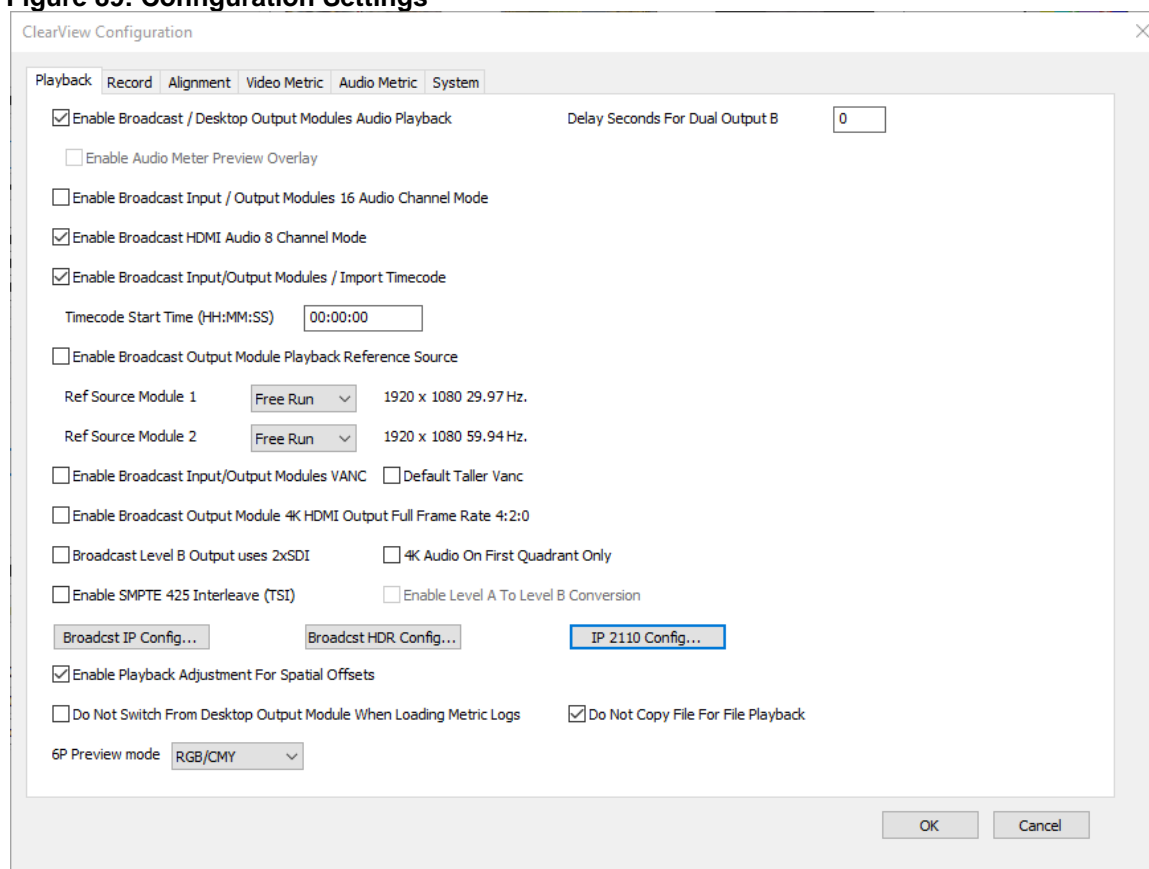 Figure 89: Configuration Settings
ClearView Configuration
Playback Record Alignment Video Metric Audio Metric System
Enable Broadcast / Desktop Output Modules Audio Playback Delay Seconds For Dual Output B 0
Enable Audio Meter Preview Overlay
Enable Broadcast Input / Output Modules 16 Audio Channel Mode
Enable Broadcast HDMI Audio 8 Channel Mode
Enable Broadcast Input/Output Modules / Import Timecode
Timecode Start Time (HH:MM:SS) 00:00:00
Enable Broadcast Output Module Playback Reference Source
Ref Source Module 1 Free Run 1920 x 1080 29.97 Hz.
Ref Source Module 2 Free Run 1920 x 1080 59.94 Hz.
Enable Broadcast Input/Output Modules VANC Default Taller Vanc
Enable Broadcast Output Module 4K HDMI Output Full Frame Rate 4:2:0
Broadcast Level B Output uses 2xSDI 4K Audio On First Quadrant Only
Enable SMPTE 425 Interleave (TSI) Enable Level A To Level B Conversion
Broadcst IP Config... Broadcst HDR Config... IP 2110 Config...
Enable Playback Adjustment For Spatial Offsets
Do Not Switch From Desktop Output Module When Loading Metric Logs Do Not Copy File For File Playback
6P Preview mode RGB/CMY
OK Cancel